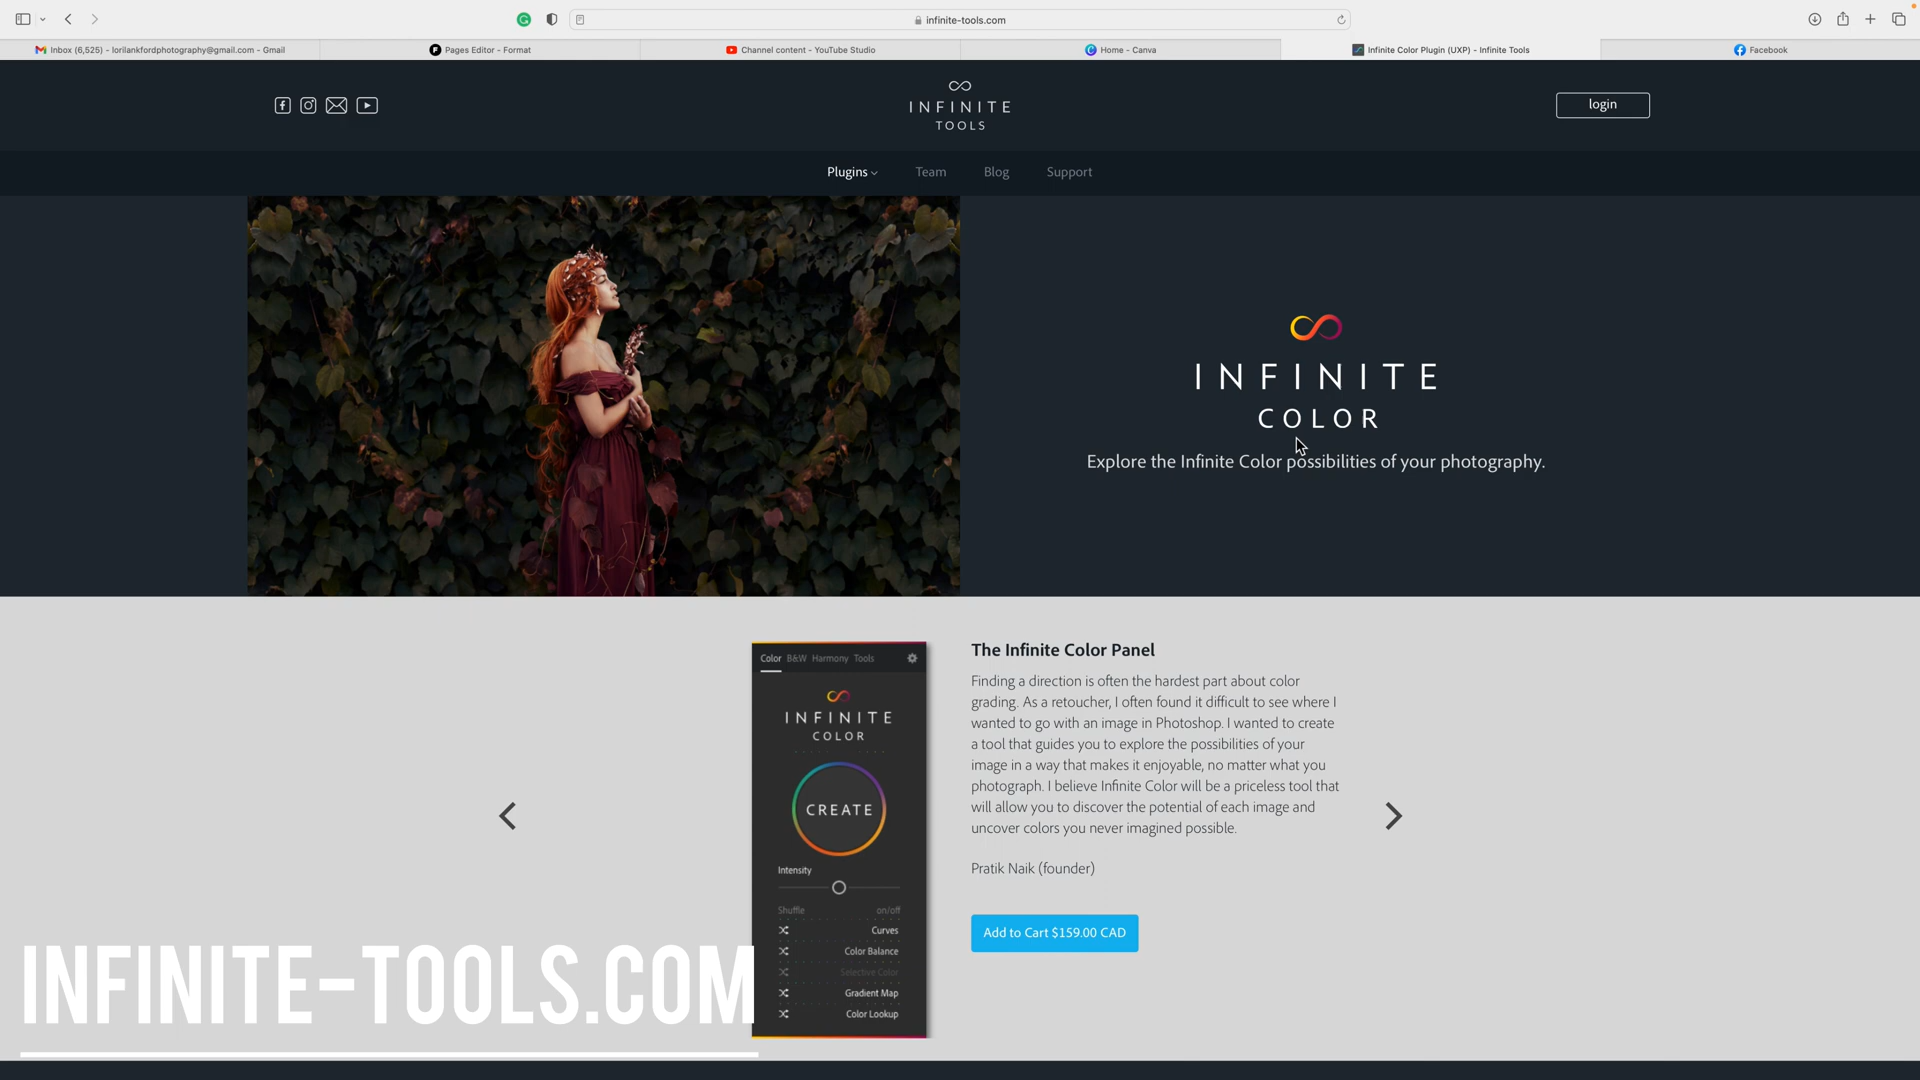 infinite-tools.com
Inbox (6,525) - lorilankfordphotography@gmail.com - Gmail
Pages Editor - Format
Channel content - YouTube Studio
Home - Canva
Infinite Color Plugin (UXP) - Infinite Tools
Facebook
INFINITE
TOOLS
login
Plugins
Team
Blog
Support
INFINITE
COLOR
Explore the Infinite Color possibilities of your photography.
Color B&W Harmony Tools
INFINITE
COLOR
CREATE
Intensity
Shuffle on/off
Curves
Color Balance
Selective Color
Gradient Map
Color Lookup
The Infinite Color Panel
Finding a direction is often the hardest part about color
grading. As a retoucher, I often found it difficult to see where I
wanted to go with an image in Photoshop. I wanted to create
a tool that guides you to explore the possibilities of your
image in a way that makes it enjoyable, no matter what you
photograph. I believe Infinite Color will be a priceless tool that
will allow you to discover the potential of each image and
uncover colors you never imagined possible.
Pratik Naik (founder)
Add to Cart $159.00 CAD
INFINITE-TOOLS.COM